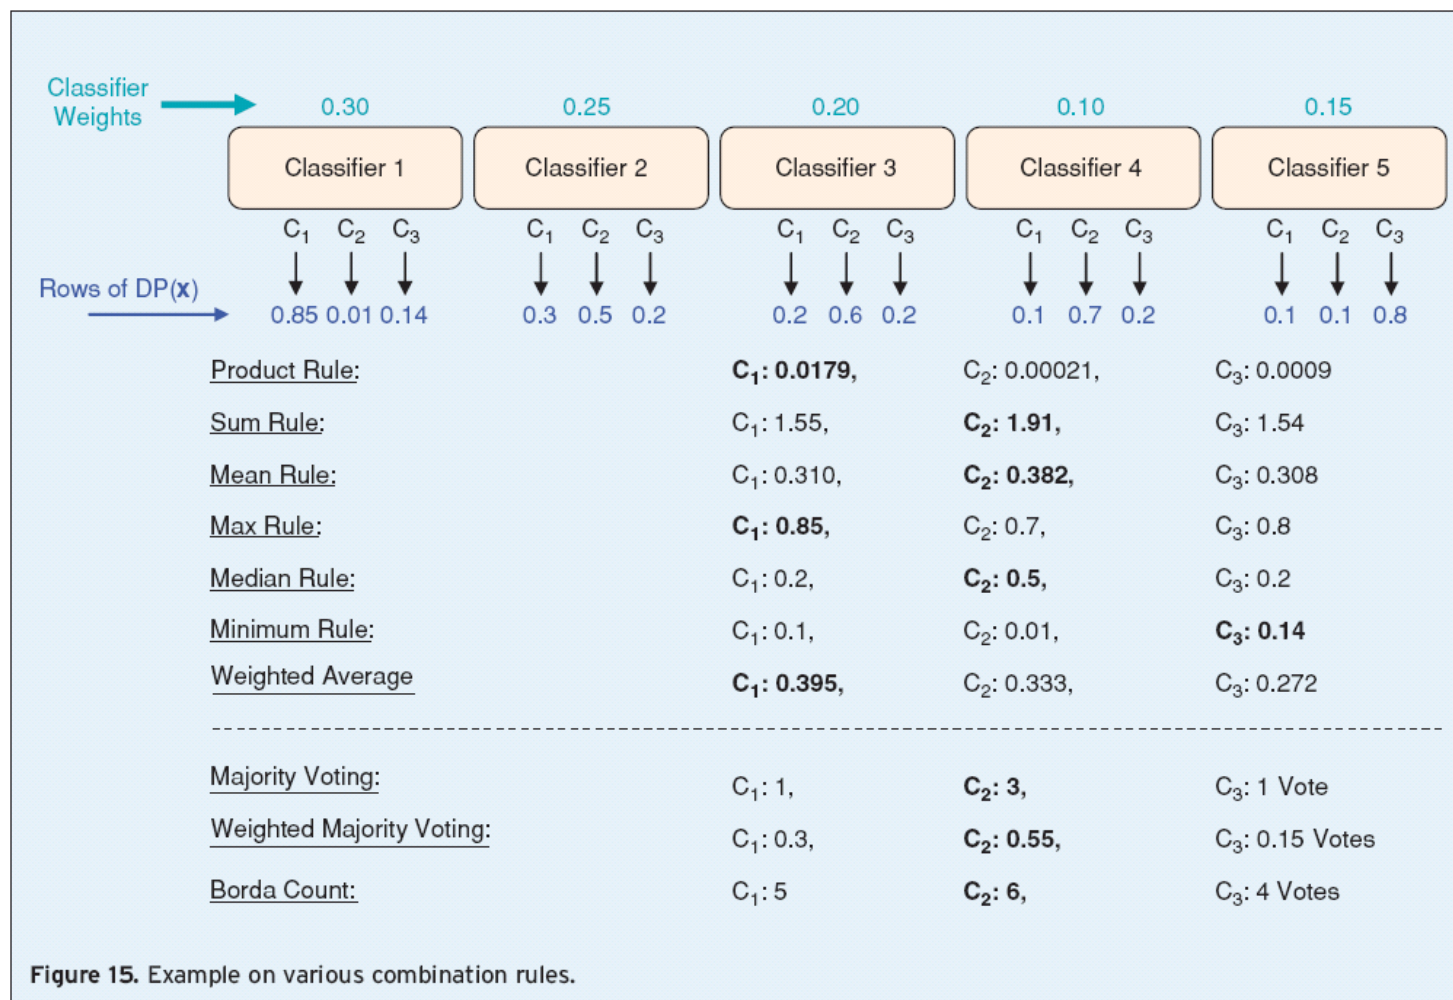 Classifier Weights 0.30 0.25 0.20 0.10 0.15
Classifier 1 Classifier 2 Classifier 3 Classifier 4 Classifier 5
C1 C2 C3 C1 C2 C3 C1 C2 C3 C1 C2 C3 C1 C2 C3
Rows of DP(x)
0.85 0.01 0.14 0.3 0.5 0.2 0.2 0.6 0.2 0.1 0.7 0.2 0.1 0.1 0.8
Product Rule: C1: 0.0179, C2: 0.00021, C3: 0.0009
Sum Rule: C1: 1.55, C2: 1.91, C3: 1.54
Mean Rule: C1: 0.310, C2: 0.382, C3: 0.308
Max Rule: C1: 0.85, C2: 0.7, C3: 0.8
Median Rule: C1: 0.2, C2: 0.5, C3: 0.2
Minimum Rule: C1: 0.1, C2: 0.01, C3: 0.14
Weighted Average C1: 0.395, C2: 0.333, C3: 0.272
Majority Voting: C1: 1, C2: 3, C3: 1 Vote
Weighted Majority Voting: C1: 0.3, C2: 0.55, C3: 0.15 Votes
Borda Count: C1: 5 C2: 6, C3: 4 Votes
Figure 15. Example on various combination rules.